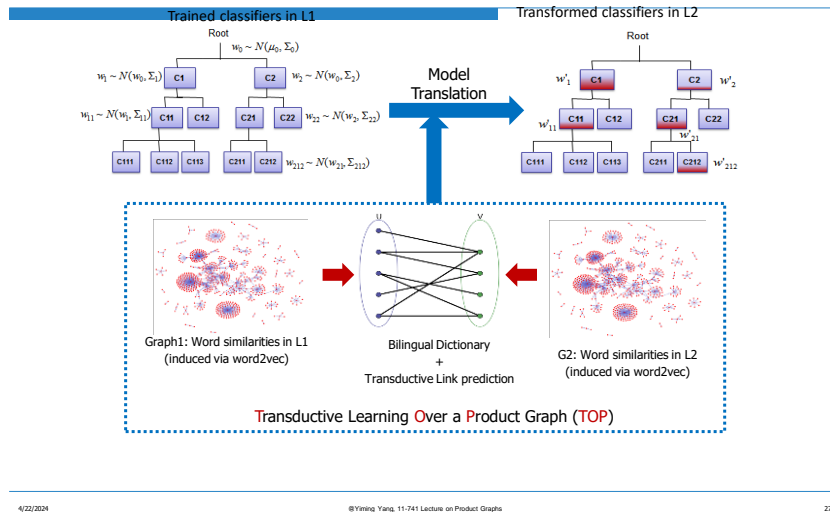 Trained classifiers in L1
Transformed classifiers in L2
Root
w₀ ~ N(μ₀, Σ₀)
w₁ ~ N(w₀, Σ₁)
C1
C2
w₂ ~ N(w₀, Σ₂)
w₁₁ ~ N(w₁, Σ₁₁)
C11
C12
C21
C22
w₂₂ ~ N(w₂, Σ₂₂)
C111
C112
C113
C211
C212
w₂₁₂ ~ N(w₂₁, Σ₂₁₂)
Model
Translation
Root
w'₁
C1
C2
w'₂
w'₁₁
C11
C12
C21
C22
w'₂₁
C111
C112
C113
C211
C212
w'₂₁₂
U
V
Graph1: Word similarities in L1
(induced via word2vec)
Bilingual Dictionary
+
Transductive Link prediction
G2: Word similarities in L2
(induced via word2vec)
Transductive Learning Over a Product Graph (TOP)
4/22/2024
@Yiming Yang, 11-741 Lecture on Product Graphs